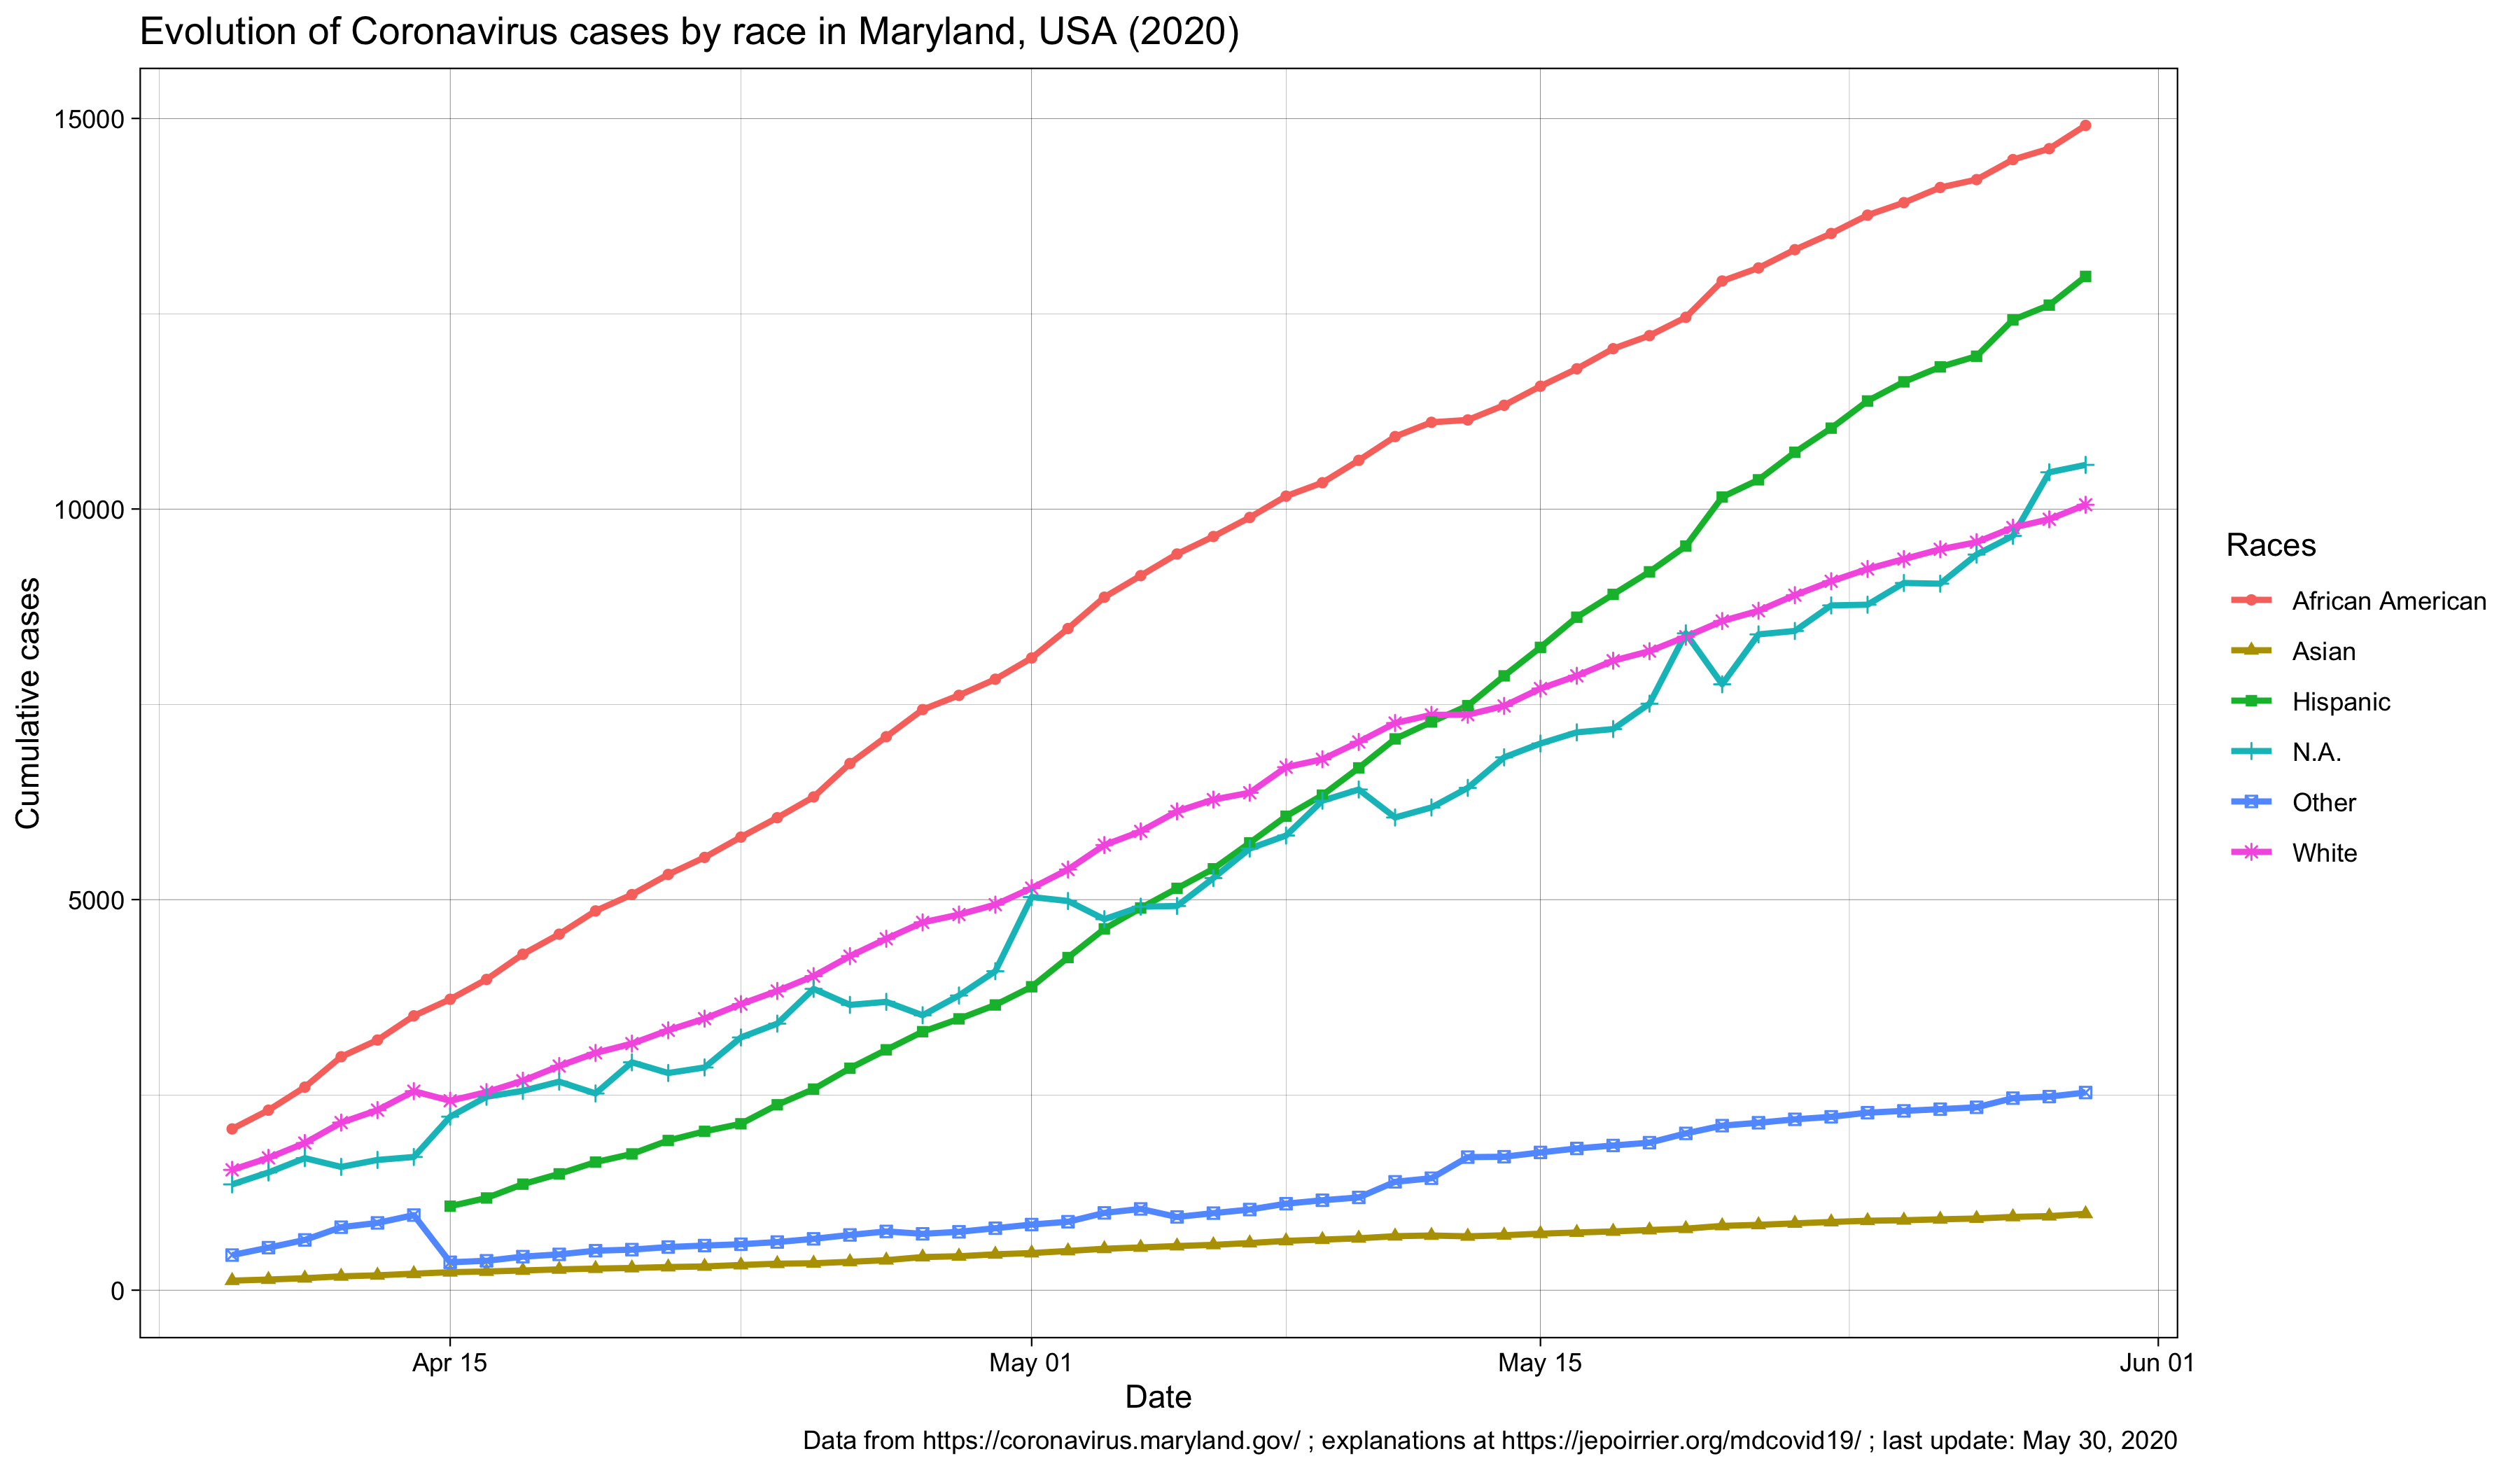 Evolution of Coronavirus cases by race in Maryland, USA (2020)
15000
10000
5000
0
Cumulative cases
Apr 15
May 01
May 15
Jun 01
Date
Races
African American
Asian
Hispanic
N.A.
Other
White
Data from https://coronavirus.maryland.gov/ ; explanations at https://jepoirrier.org/mdcovid19/ ; last update: May 30, 2020